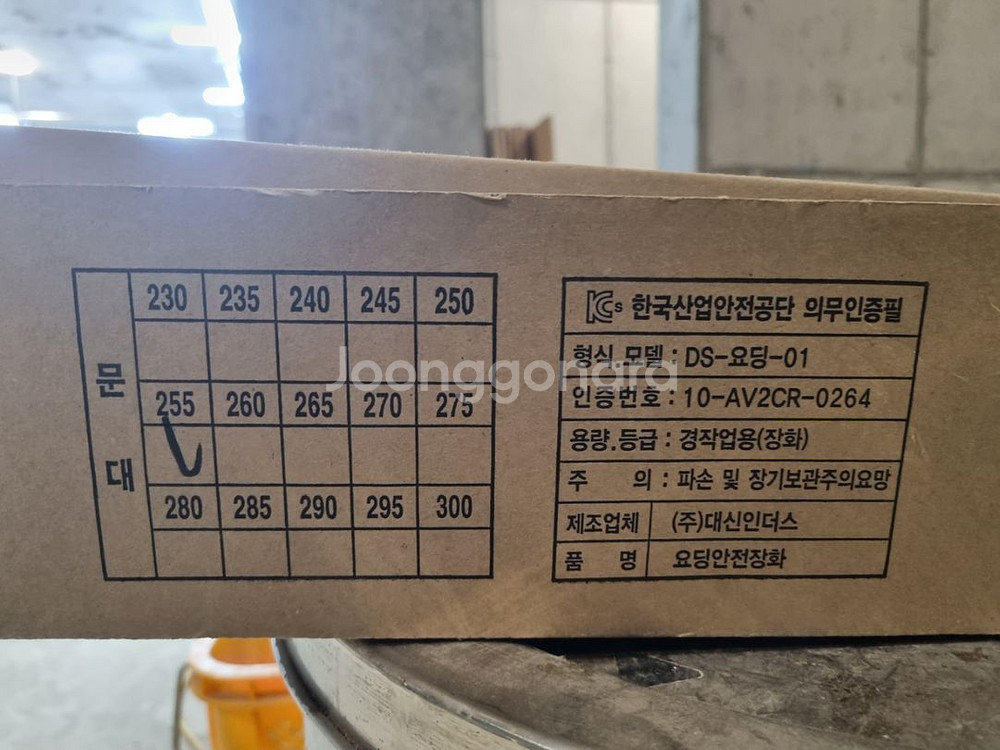 문대
230 235 240 245 250
255 260 265 270 275
280 285 290 295 300
KCs 한국산업안전공단 의무인증필
형식.모델 : DS-요딩-01
인증번호 : 10-AV2CR-0264
용량.등급 : 경작업용(장화)
주 의 : 파손 및 장기보관주의요망
제조업체 (주)대신인더스
품 명 요딩안전장화
Joonggonara